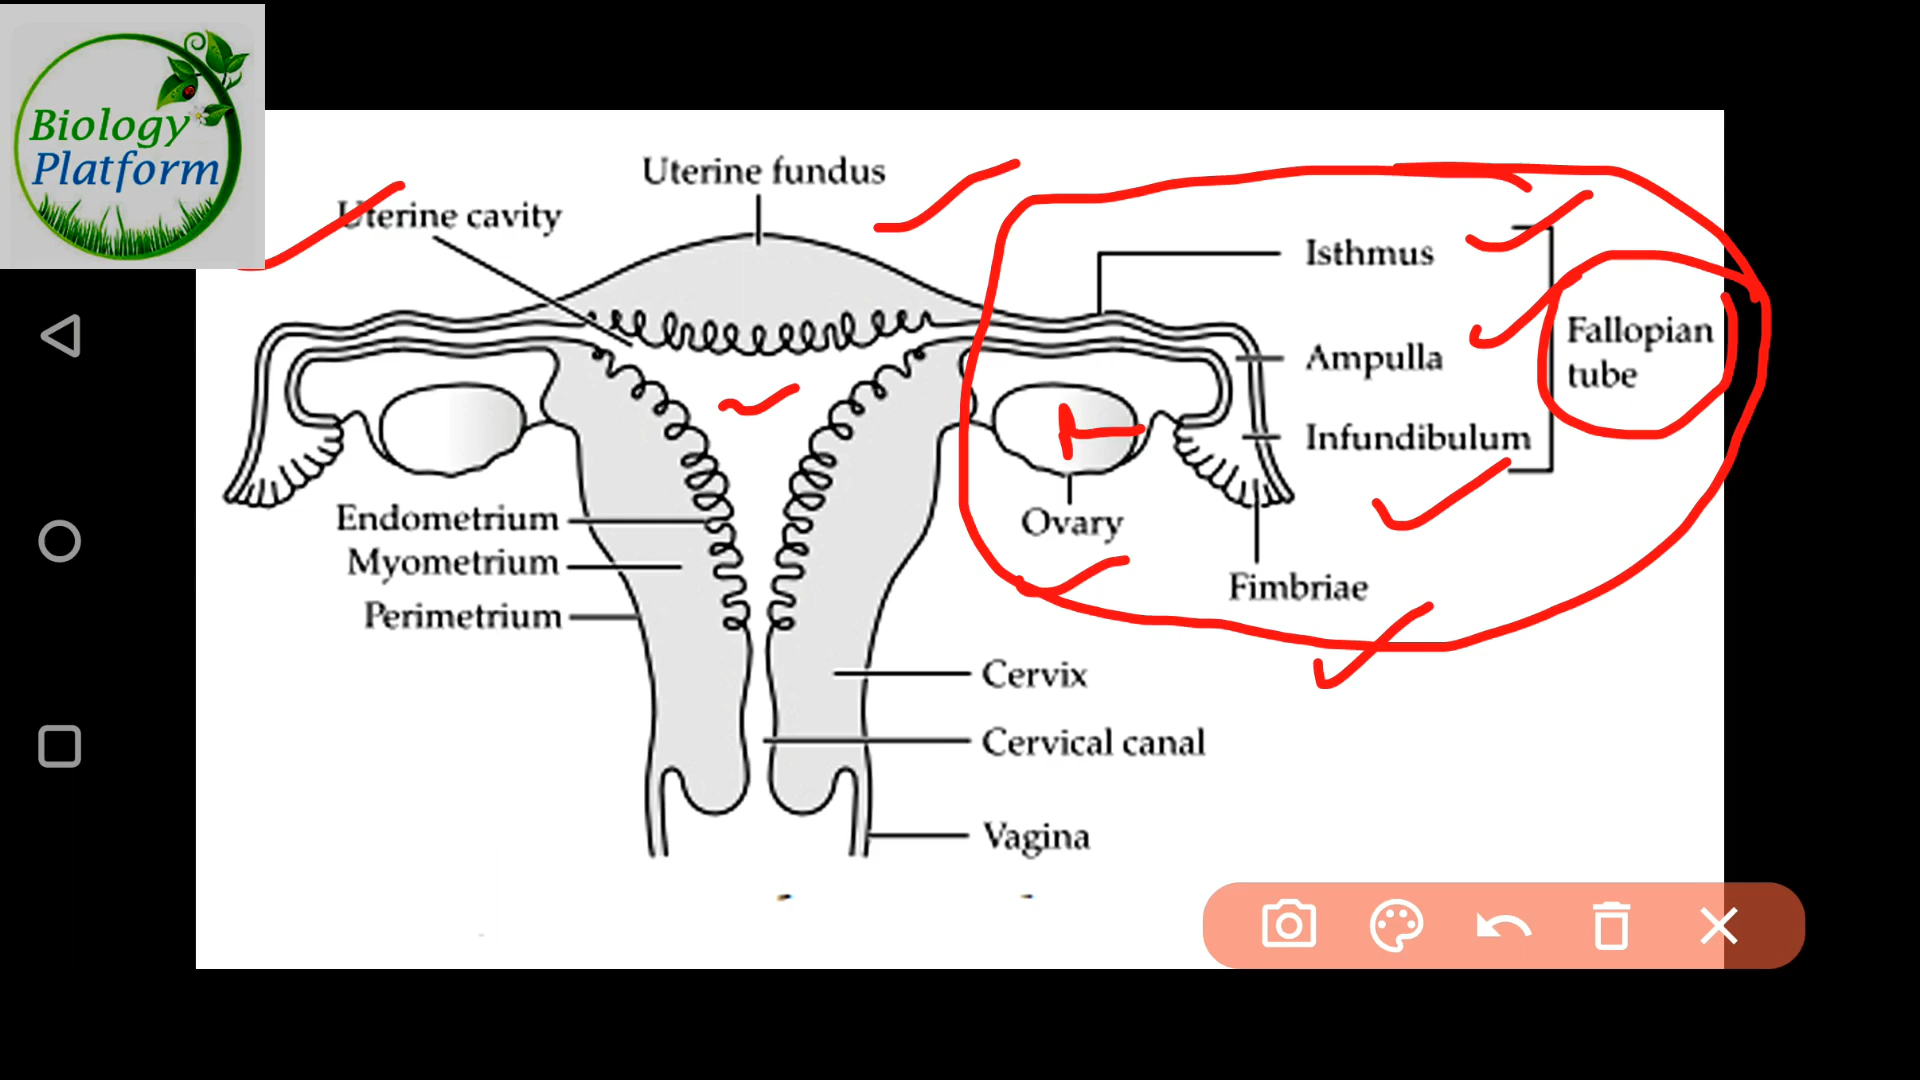 Biology
Platform
Uterine fundus
Uterine cavity
Isthmus
Ampulla
Fallopian
tube
Infundibulum
Ovary
Fimbriae
Endometrium
Myometrium
Perimetrium
Cervix
Cervical canal
Vagina